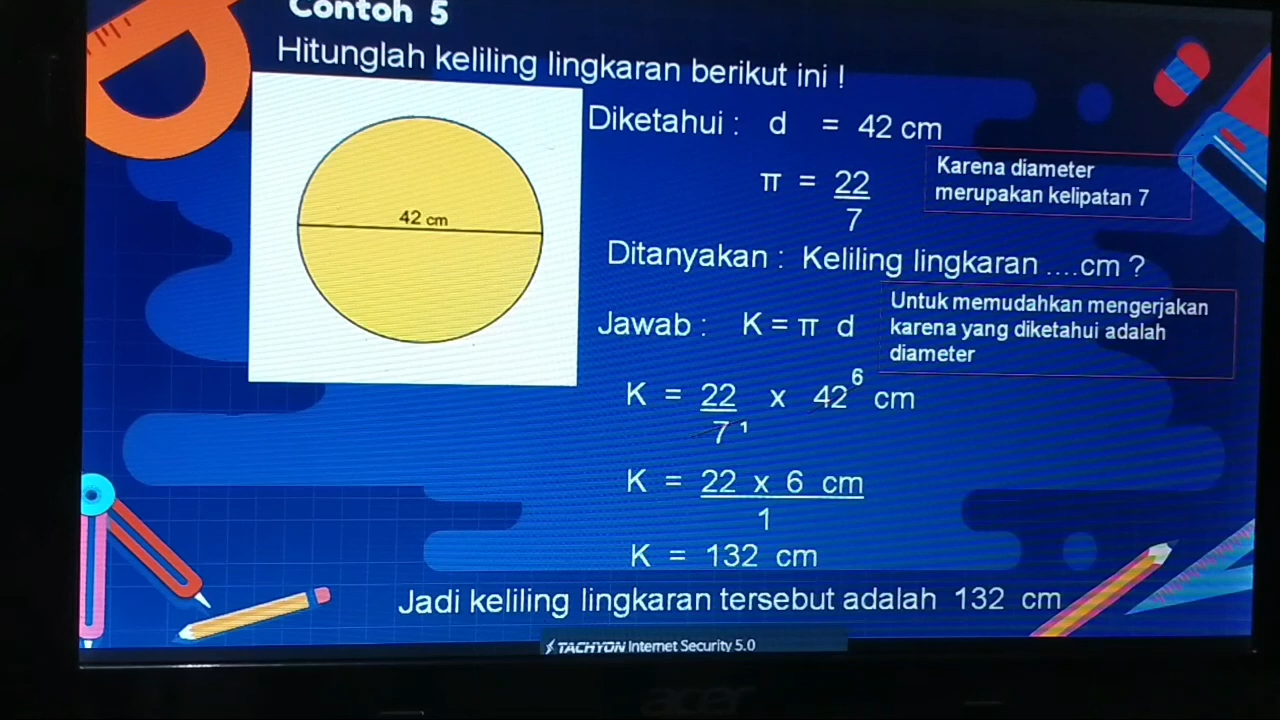 Contoh 5
Hitunglah keliling lingkaran berikut ini !
42 cm
Diketahui : d = 42 cm
π = 22
7
Karena diameter
merupakan kelipatan 7
Ditanyakan : Keliling lingkaran ....cm ?
Jawab : K = π d
Untuk memudahkan mengerjakan
karena yang diketahui adalah
diameter
K = 22 x 42 6 cm
7 1
K = 22 x 6 cm
1
K = 132 cm
Jadi keliling lingkaran tersebut adalah 132 cm
TACHYON Internet Security 5.0
acer